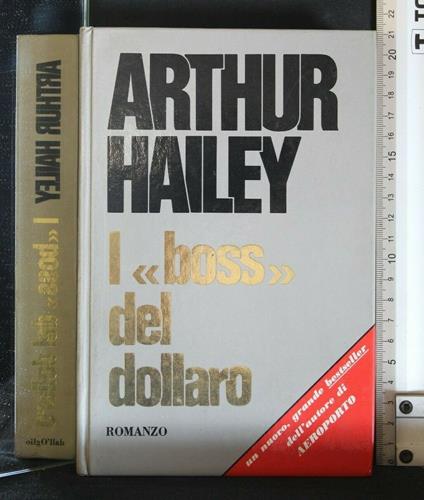 ARTHUR
HAILEY
I «boss»
del
dollaro
ROMANZO
un nuovo, grande bestseller
dell'autore di
AEROPORTO
ARTHUR HAILEY
I «boss» del dollaro
dall'Oglio